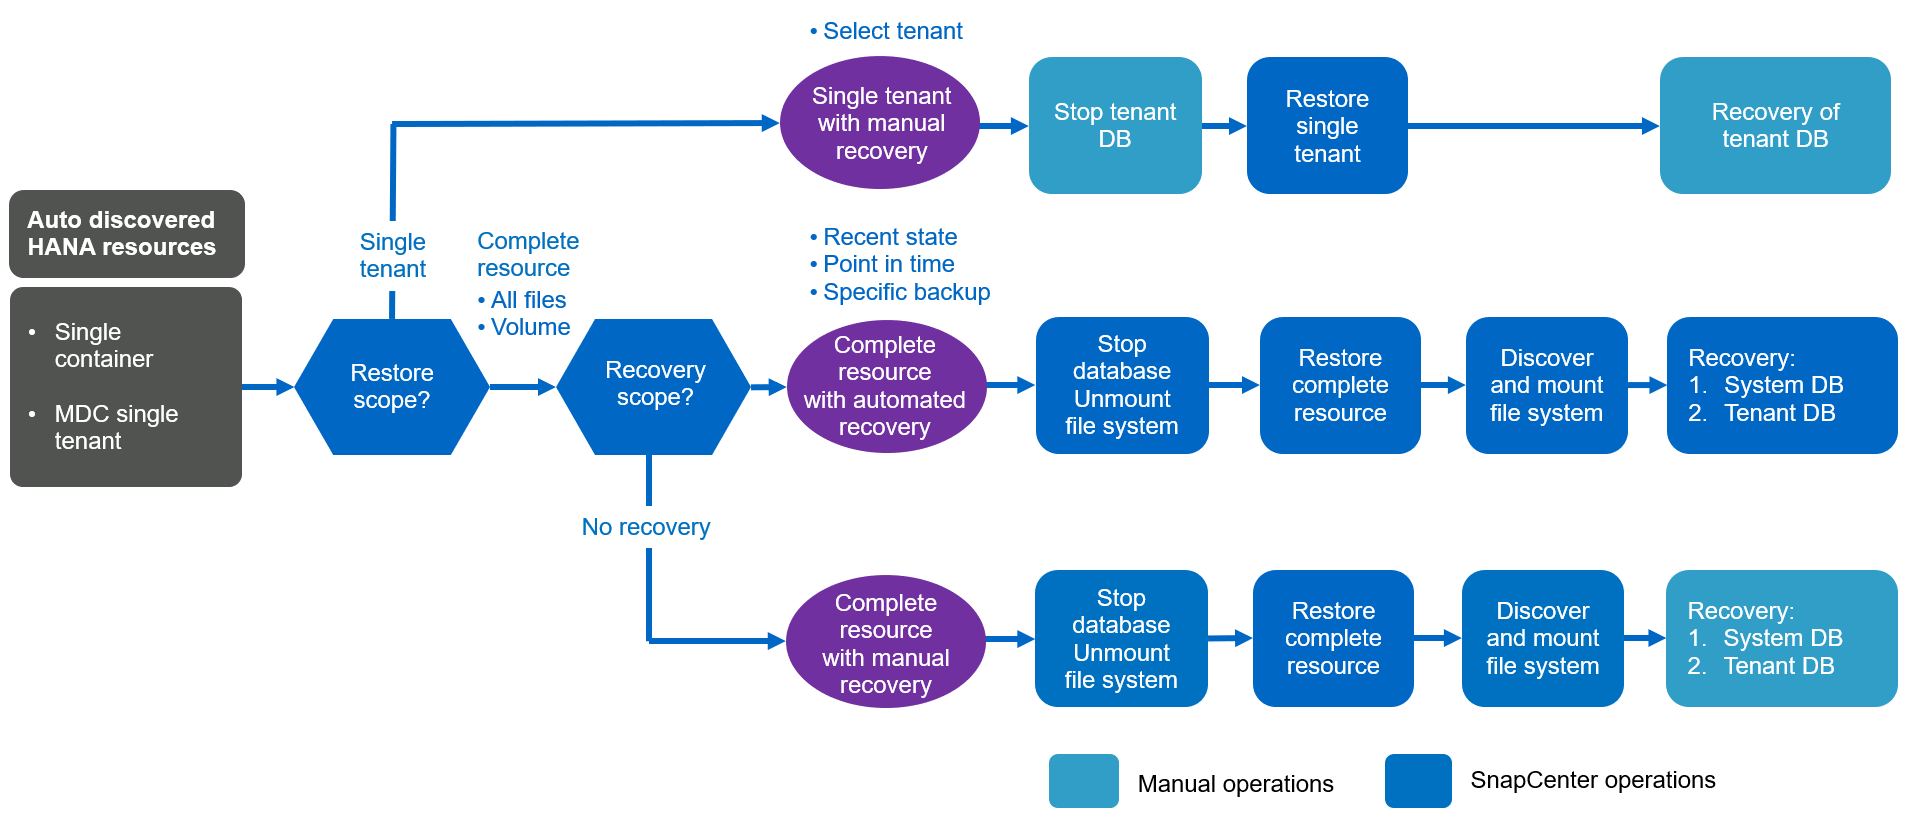 • Select tenant
Single tenant
with manual
recovery
Stop tenant
DB
Restore
single
tenant
Recovery of
tenant DB
Auto discovered
HANA resources
• Single
container
• MDC single
tenant
Single
tenant
Complete
resource
• All files
• Volume
Restore
scope?
Recovery
scope?
• Recent state
• Point in time
• Specific backup
Complete
resource
with automated
recovery
Stop
database
Unmount
file system
Restore
complete
resource
Discover
and mount
file system
Recovery:
1. System DB
2. Tenant DB
No recovery
Complete
resource
with manual
recovery
Stop
database
Unmount
file system
Restore
complete
resource
Discover
and mount
file system
Recovery:
1. System DB
2. Tenant DB
Manual operations
SnapCenter operations